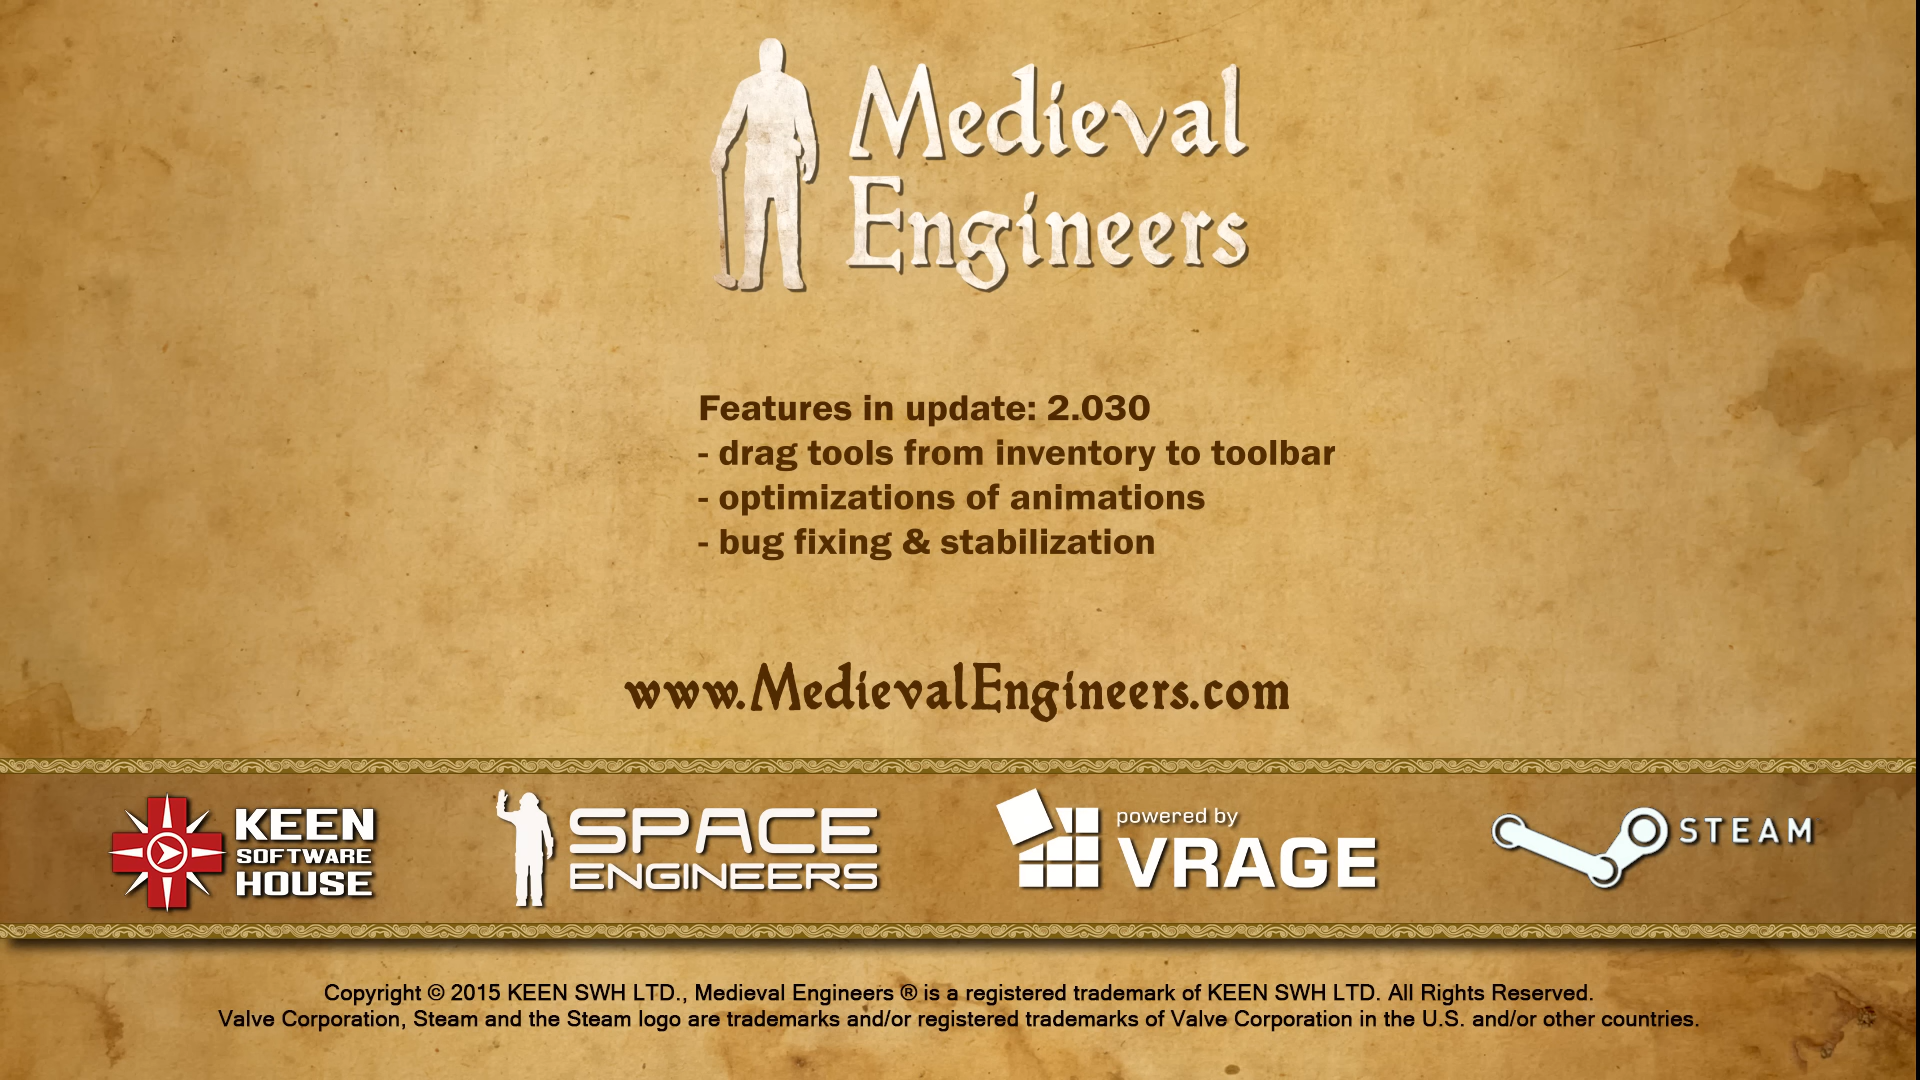 Medieval
Engineers
Features in update: 2.030
- drag tools from inventory to toolbar
- optimizations of animations
- bug fixing & stabilization
www.MedievalEngineers.com
KEEN
SOFTWARE
HOUSE
SPACE
ENGINEERS
powered by
VRAGE
STEAM
Copyright © 2015 KEEN SWH LTD., Medieval Engineers ® is a registered trademark of KEEN SWH LTD. All Rights Reserved.
Valve Corporation, Steam and the Steam logo are trademarks and/or registered trademarks of Valve Corporation in the U.S. and/or other countries.